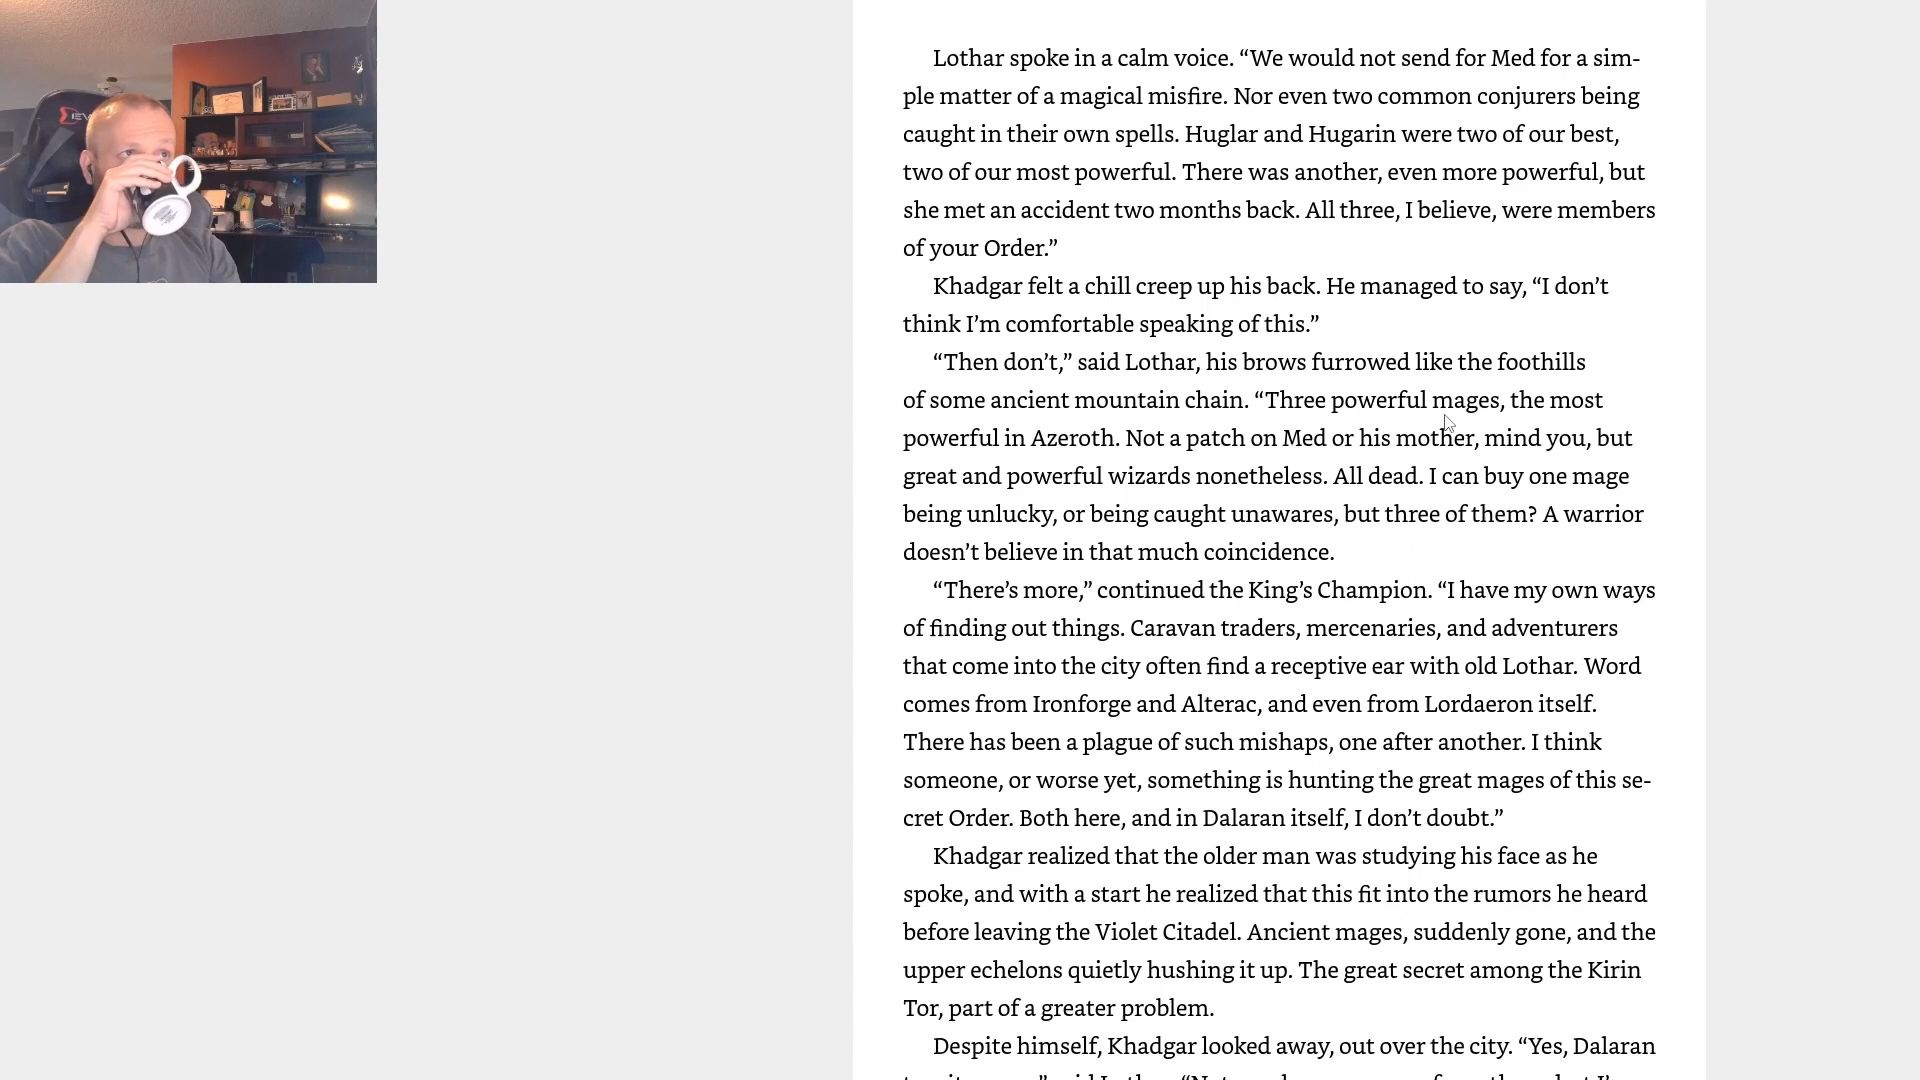 Lothar spoke in a calm voice. “We would not send for Med for a sim-
ple matter of a magical misfire. Nor even two common conjurers being
caught in their own spells. Huglar and Hugarin were two of our best,
two of our most powerful. There was another, even more powerful, but
she met an accident two months back. All three, I believe, were members
of your Order.”
Khadgar felt a chill creep up his back. He managed to say, “I don’t
think I’m comfortable speaking of this.”
“Then don’t,” said Lothar, his brows furrowed like the foothills
of some ancient mountain chain. “Three powerful mages, the most
powerful in Azeroth. Not a patch on Med or his mother, mind you, but
great and powerful wizards nonetheless. All dead. I can buy one mage
being unlucky, or being caught unawares, but three of them? A warrior
doesn’t believe in that much coincidence.
“There’s more,” continued the King’s Champion. “I have my own ways
of finding out things. Caravan traders, mercenaries, and adventurers
that come into the city often find a receptive ear with old Lothar. Word
comes from Ironforge and Alterac, and even from Lordaeron itself.
There has been a plague of such mishaps, one after another. I think
someone, or worse yet, something is hunting the great mages of this se-
cret Order. Both here, and in Dalaran itself, I don’t doubt.”
Khadgar realized that the older man was studying his face as he
spoke, and with a start he realized that this fit into the rumors he heard
before leaving the Violet Citadel. Ancient mages, suddenly gone, and the
upper echelons quietly hushing it up. The great secret among the Kirin
Tor, part of a greater problem.
Despite himself, Khadgar looked away, out over the city. “Yes, Dalaran